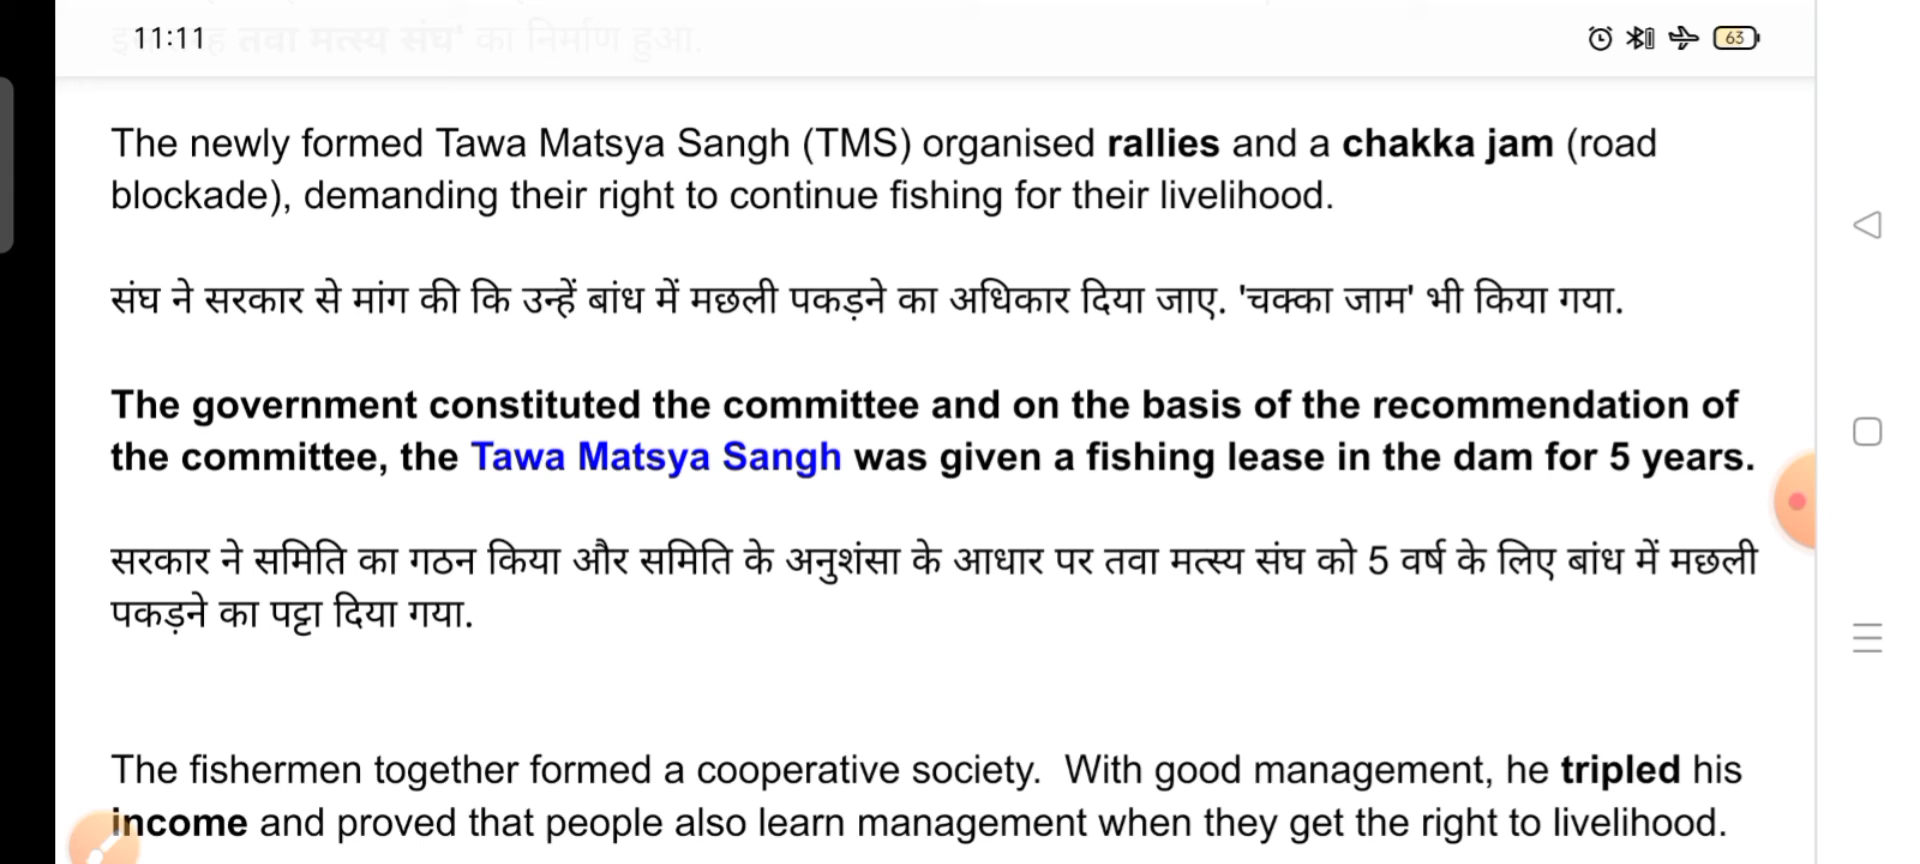 11:11
63
तवा मत्स्य संघ' का निर्माण हुआ.
The newly formed Tawa Matsya Sangh (TMS) organised rallies and a chakka jam (road
blockade), demanding their right to continue fishing for their livelihood.
संघ ने सरकार से मांग की कि उन्हें बांध में मछली पकड़ने का अधिकार दिया जाए. 'चक्का जाम' भी किया गया.
The government constituted the committee and on the basis of the recommendation of
the committee, the Tawa Matsya Sangh was given a fishing lease in the dam for 5 years.
सरकार ने समिति का गठन किया और समिति के अनुशंसा के आधार पर तवा मत्स्य संघ को 5 वर्ष के लिए बांध में मछली
पकड़ने का पट्टा दिया गया.
The fishermen together formed a cooperative society. With good management, he tripled his
income and proved that people also learn management when they get the right to livelihood.